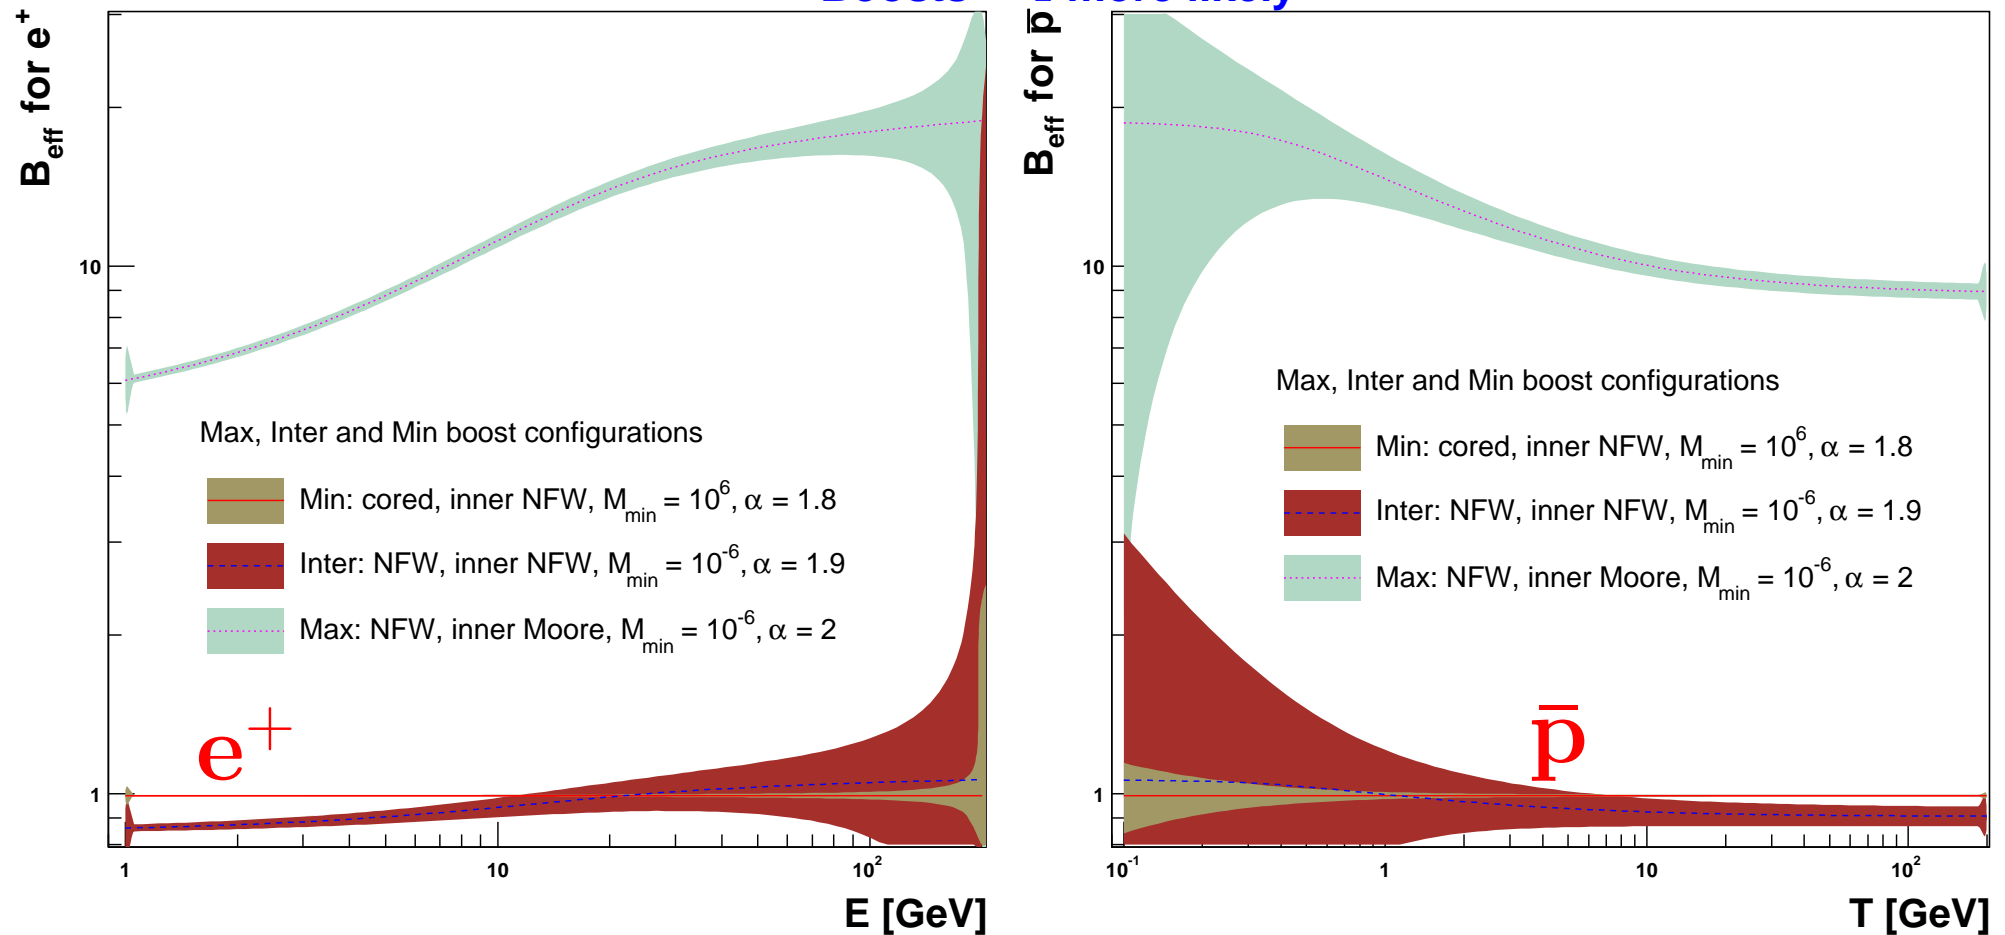 Boosts ~ 1 more likely
B_eff for e^+
10
1
Max, Inter and Min boost configurations
Min: cored, inner NFW, M_min = 10^6, α = 1.8
Inter: NFW, inner NFW, M_min = 10^-6, α = 1.9
Max: NFW, inner Moore, M_min = 10^-6, α = 2
e^+
1
10
10^2
E [GeV]
B_eff for p̅
10
1
Max, Inter and Min boost configurations
Min: cored, inner NFW, M_min = 10^6, α = 1.8
Inter: NFW, inner NFW, M_min = 10^-6, α = 1.9
Max: NFW, inner Moore, M_min = 10^-6, α = 2
p̅
10^-1
1
10
10^2
T [GeV]